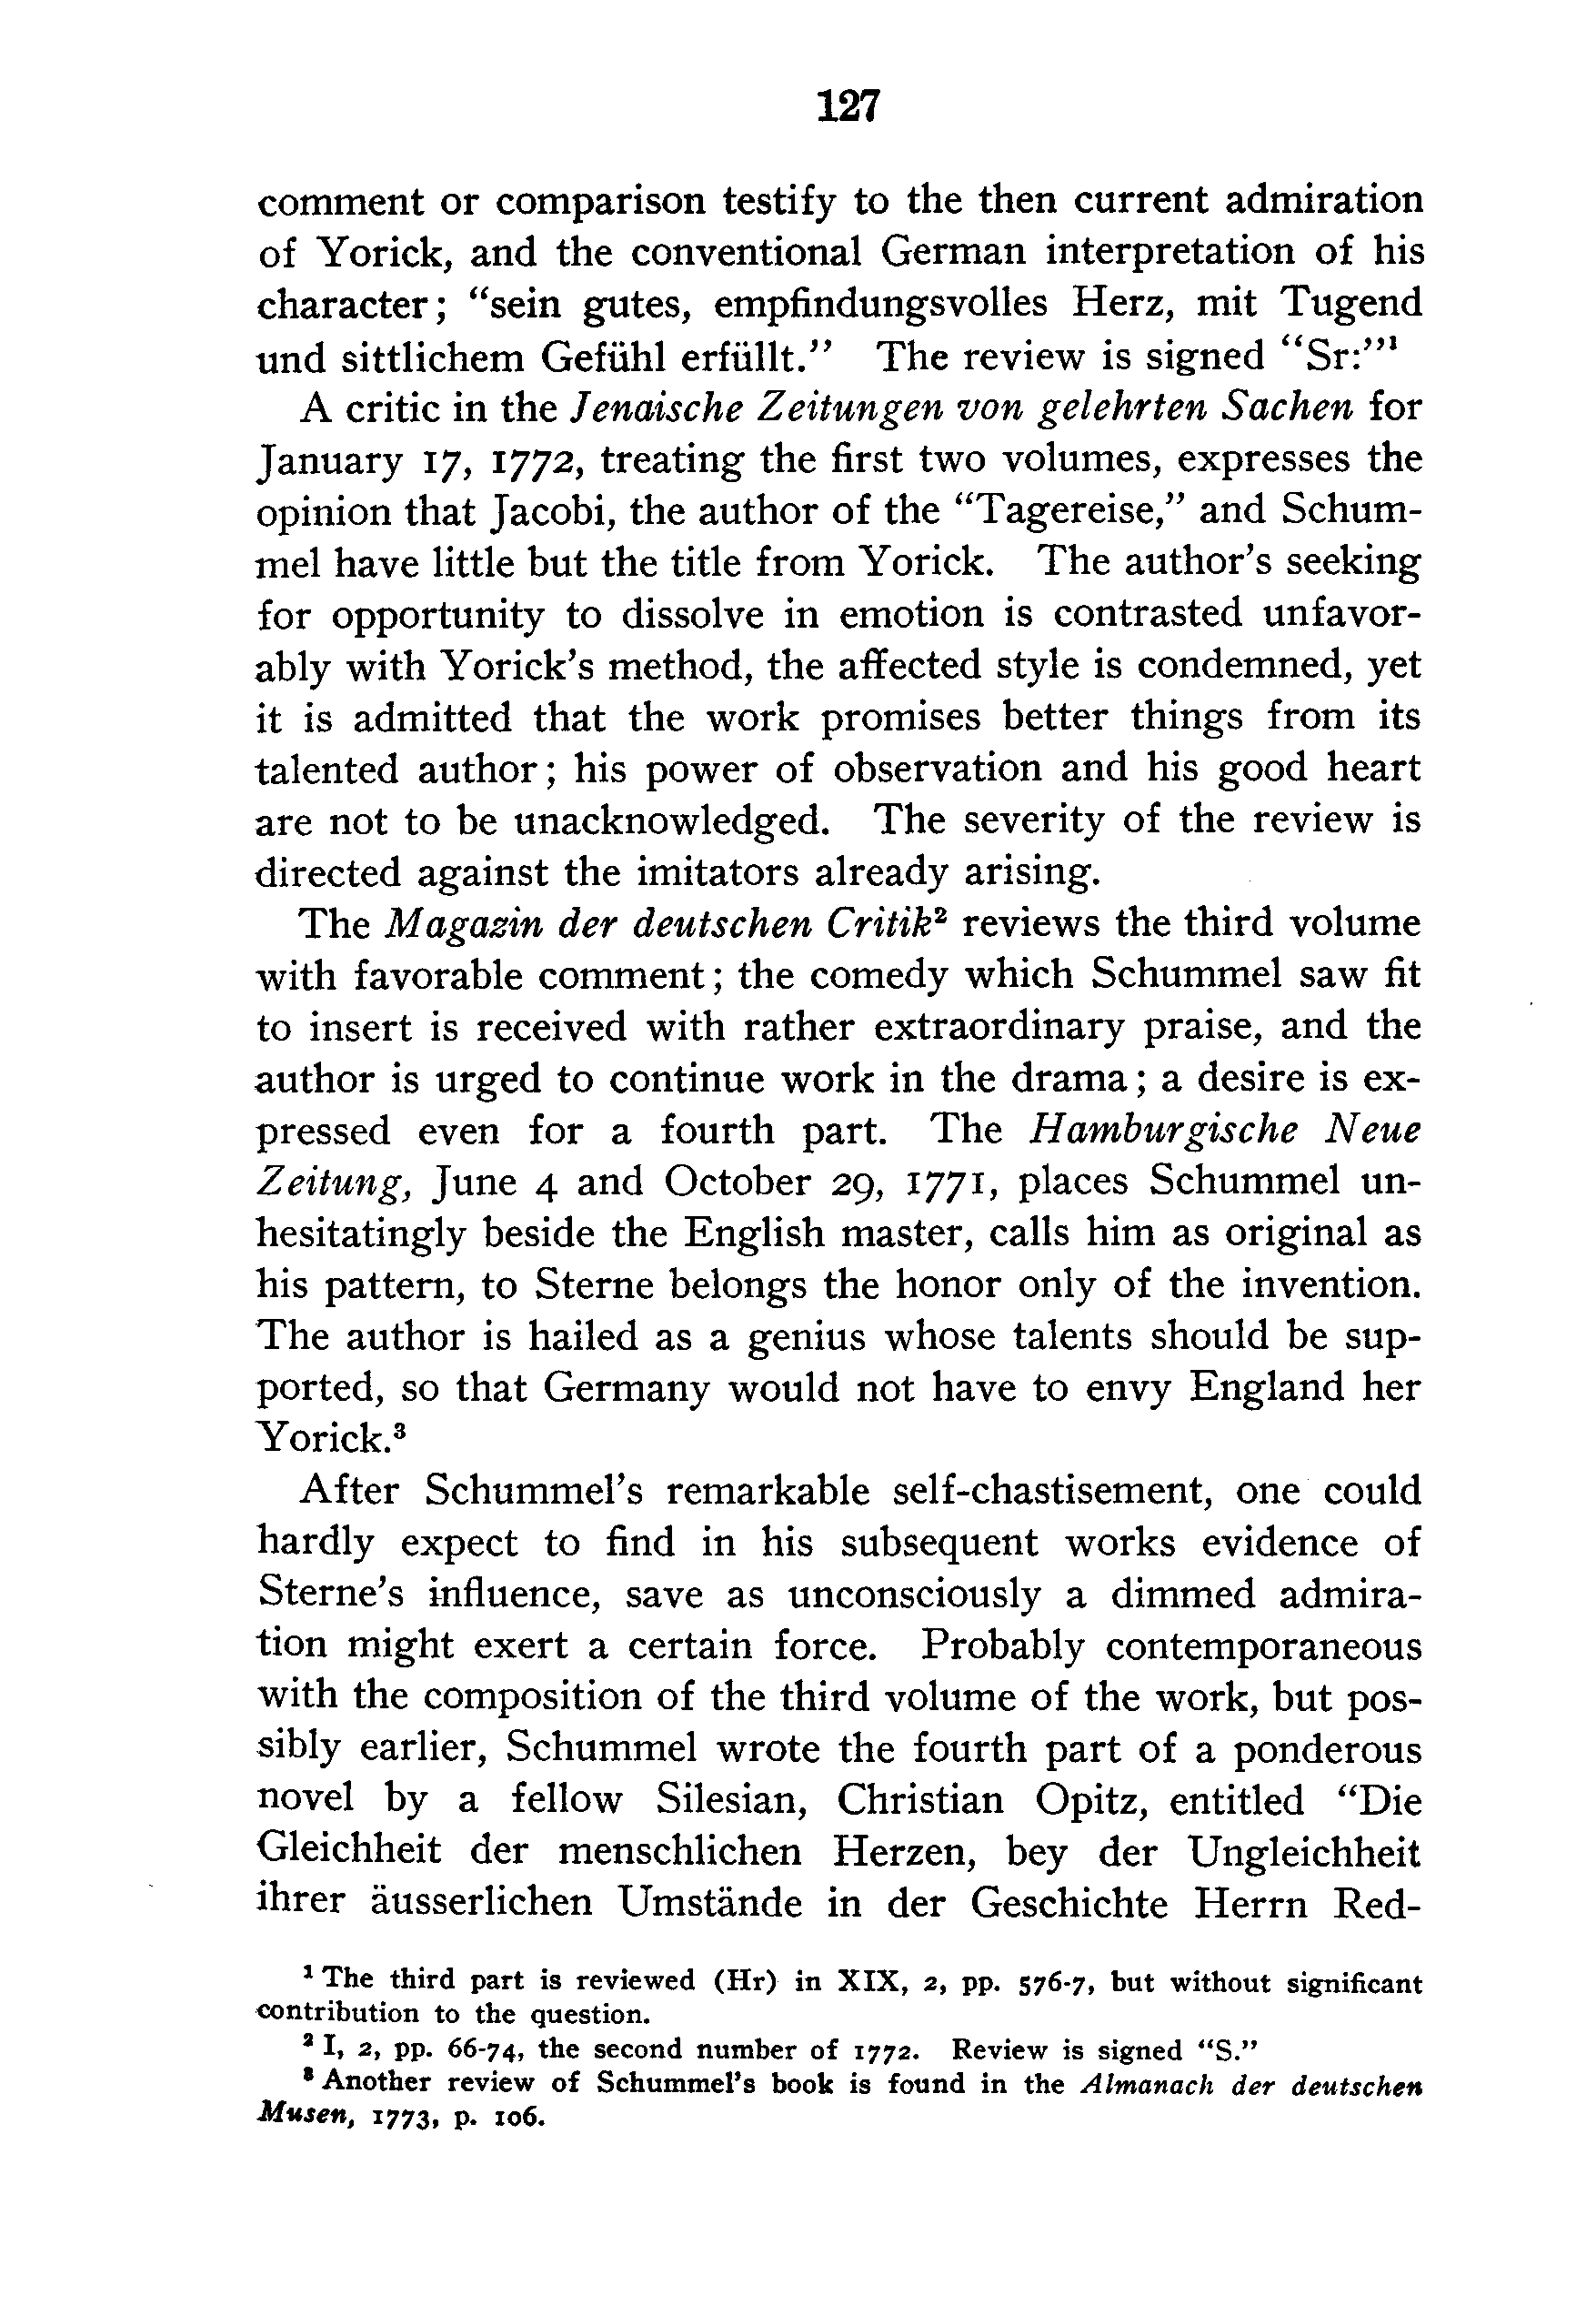 127
comment or comparison testify to the then current admiration
of Yorick, and the conventional German interpretation of his
character; “sein gutes, empfindungsvolles Herz, mit Tugend
und sittlichem Gefühl erfüllt.” The review is signed “Sr:”¹
A critic in the Jenaische Zeitungen von gelehrten Sachen for
January 17, 1772, treating the first two volumes, expresses the
opinion that Jacobi, the author of the “Tagereise,” and Schum-
mel have little but the title from Yorick. The author’s seeking
for opportunity to dissolve in emotion is contrasted unfavor-
ably with Yorick’s method, the affected style is condemned, yet
it is admitted that the work promises better things from its
talented author; his power of observation and his good heart
are not to be unacknowledged. The severity of the review is
directed against the imitators already arising.
The Magazin der deutschen Critik² reviews the third volume
with favorable comment; the comedy which Schummel saw fit
to insert is received with rather extraordinary praise, and the
author is urged to continue work in the drama; a desire is ex-
pressed even for a fourth part. The Hamburgische Neue
Zeitung, June 4 and October 29, 1771, places Schummel un-
hesitatingly beside the English master, calls him as original as
his pattern, to Sterne belongs the honor only of the invention.
The author is hailed as a genius whose talents should be sup-
ported, so that Germany would not have to envy England her
Yorick.³
After Schummel’s remarkable self-chastisement, one could
hardly expect to find in his subsequent works evidence of
Sterne’s influence, save as unconsciously a dimmed admira-
tion might exert a certain force. Probably contemporaneous
with the composition of the third volume of the work, but pos-
sibly earlier, Schummel wrote the fourth part of a ponderous
novel by a fellow Silesian, Christian Opitz, entitled “Die
Gleichheit der menschlichen Herzen, bey der Ungleichheit
ihrer äusserlichen Umstände in der Geschichte Herrn Red-
¹ The third part is reviewed (Hr) in XIX, 2, pp. 576-7, but without significant
contribution to the question.
² I, 2, pp. 66-74, the second number of 1772. Review is signed “S.”
³ Another review of Schummel’s book is found in the Almanach der deutschen
Musen, 1773, p. 106.